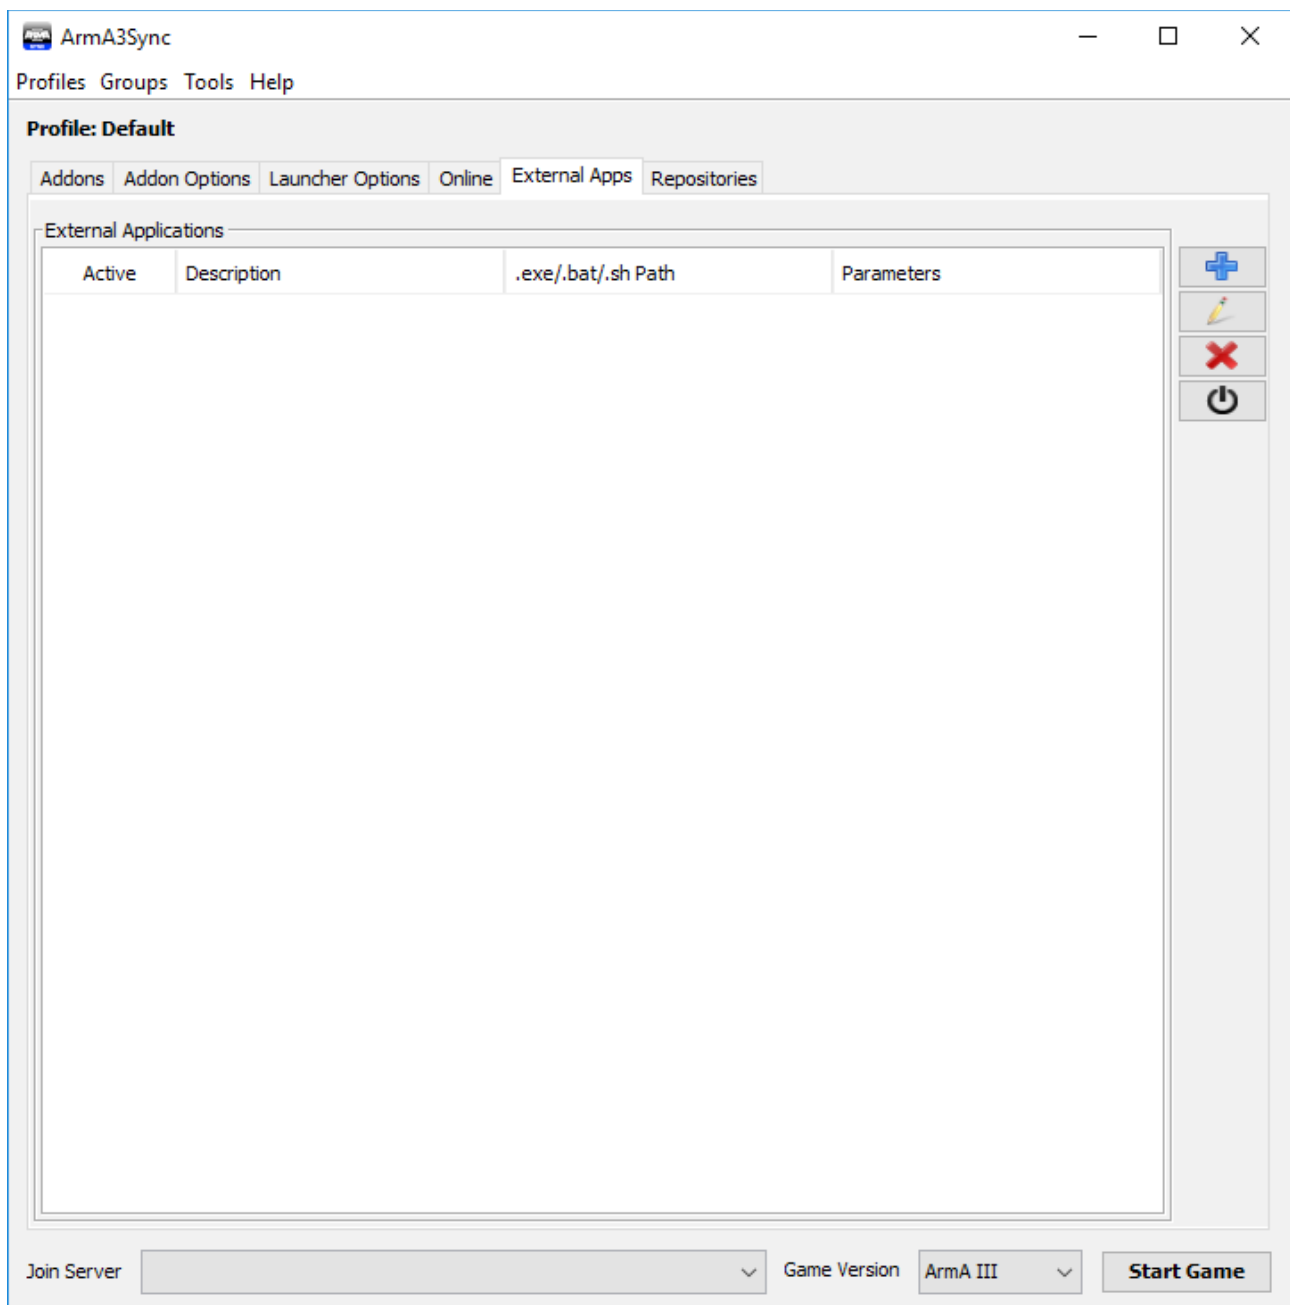 ArmA3Sync
Profiles Groups Tools Help
Profile: Default
Addons Addon Options Launcher Options Online External Apps Repositories
External Applications
Active Description .exe/.bat/.sh Path Parameters
Join Server Game Version ArmA III Start Game